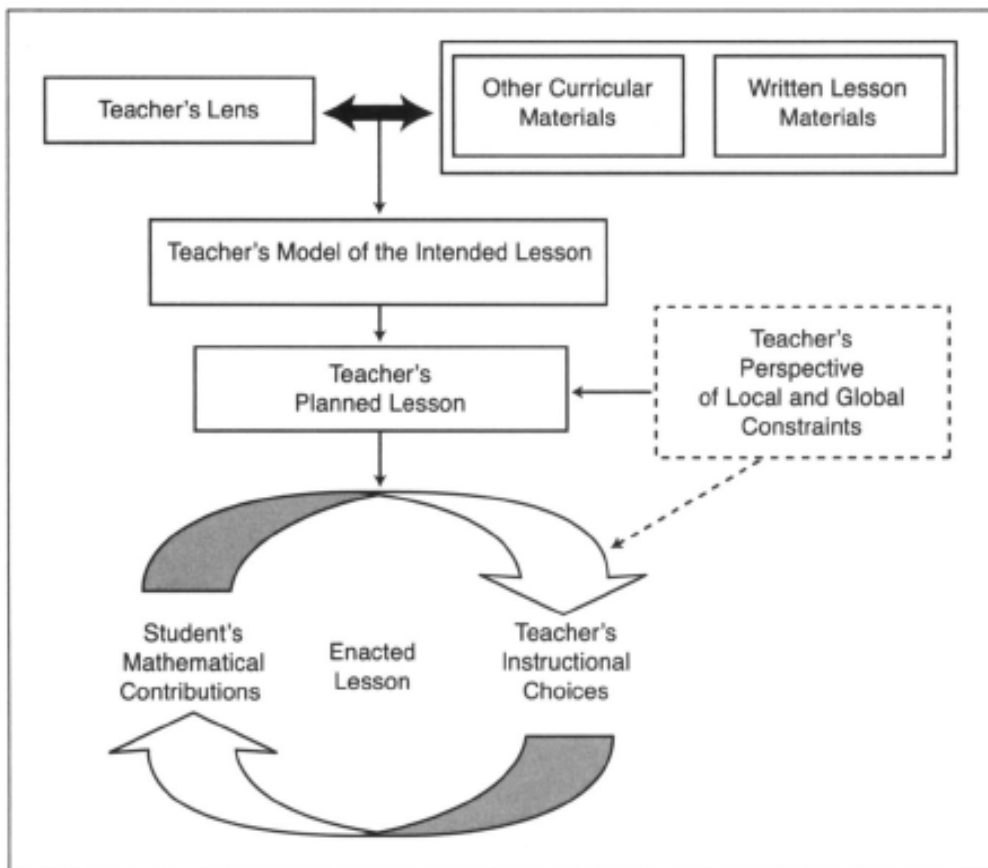 Teacher's Lens
Other Curricular
Materials
Written Lesson
Materials
Teacher's Model of the Intended Lesson
Teacher's
Planned Lesson
Teacher's
Perspective
of Local and Global
Constraints
Student's
Mathematical
Contributions
Enacted
Lesson
Teacher's
Instructional
Choices